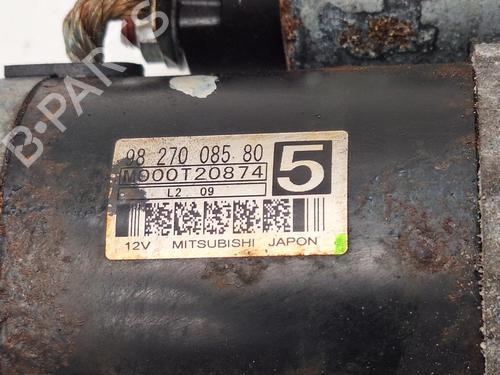 98 270 085 80
M000T20874
5
L2 09
12V MITSUBISHI JAPON
B-PARTS